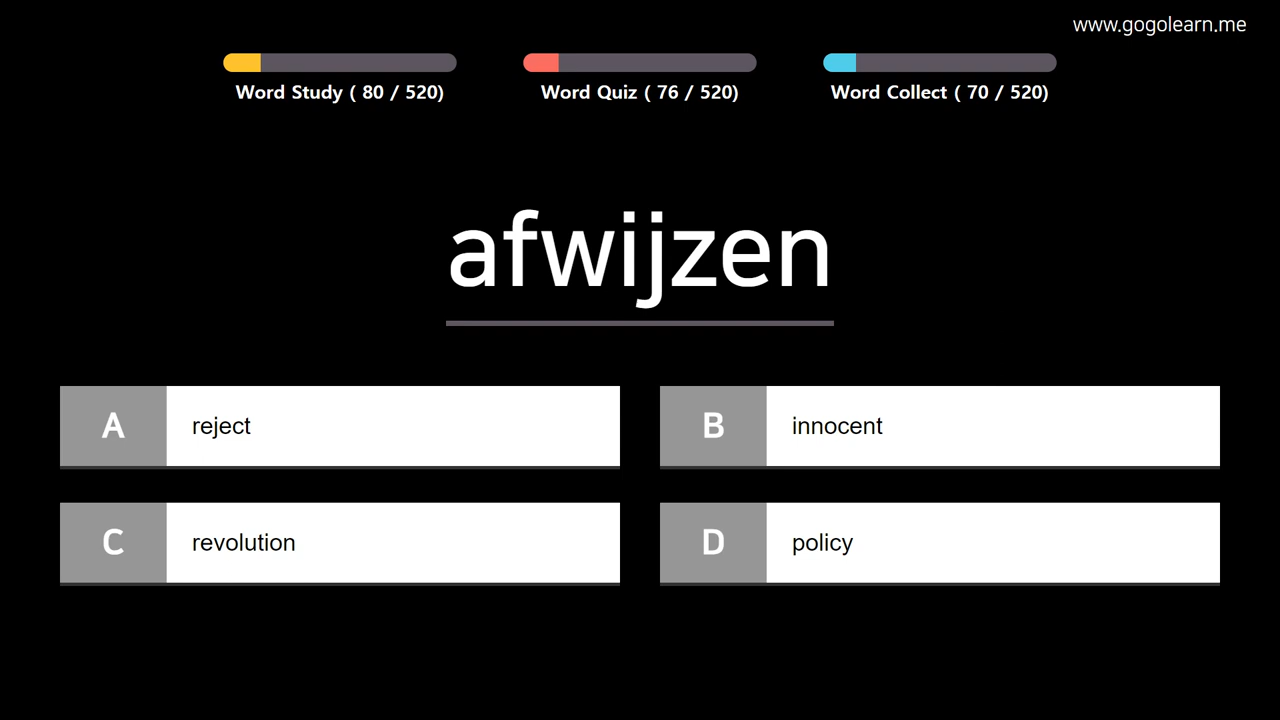 www.gogolearn.me
Word Study ( 80 / 520)
Word Quiz ( 76 / 520)
Word Collect ( 70 / 520)
afwijzen
A reject
B innocent
C revolution
D policy